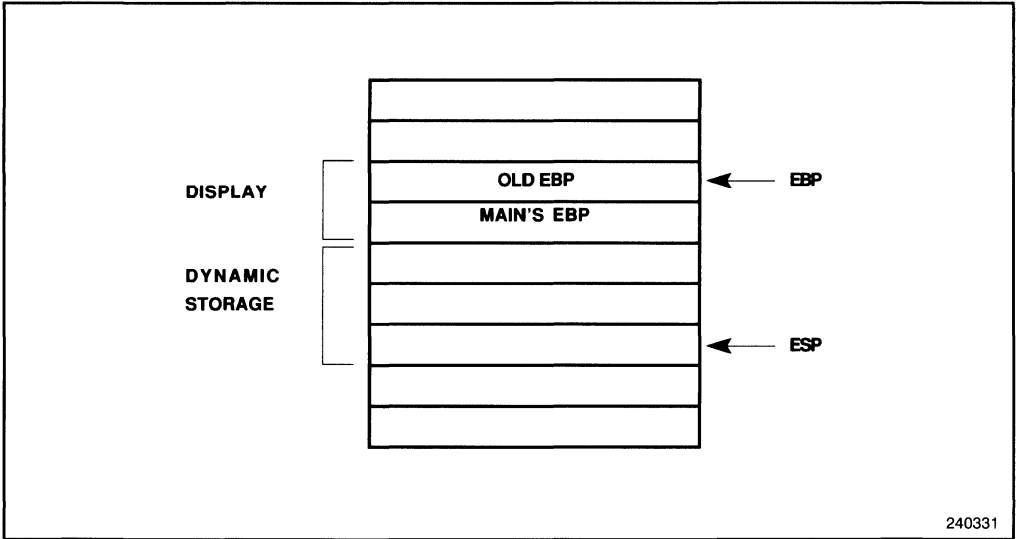 DISPLAY
OLD EBP
EBP
MAIN'S EBP
DYNAMIC
STORAGE
ESP
240331